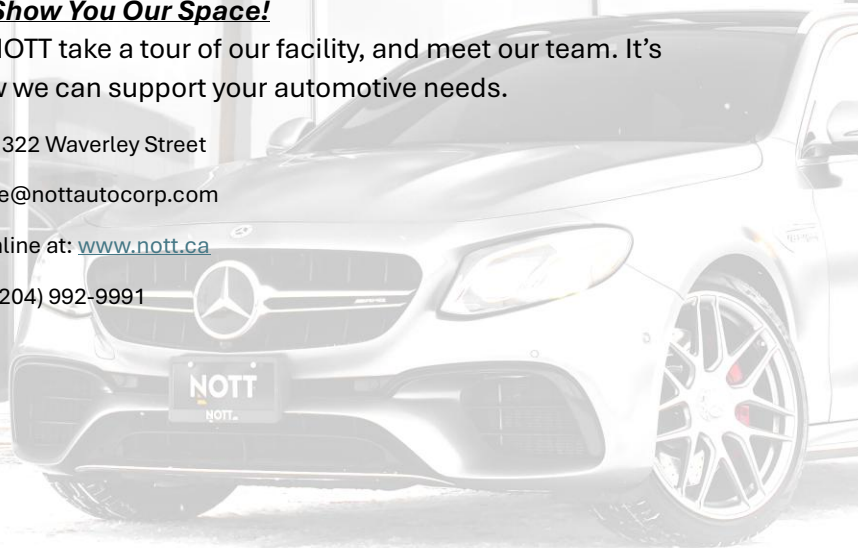 Show You Our Space!
NOTT take a tour of our facility, and meet our team. It's
w we can support your automotive needs.
322 Waverley Street
e@nottautocorp.com
nline at: www.nott.ca
204) 992-9991
NOTT
NOTT.